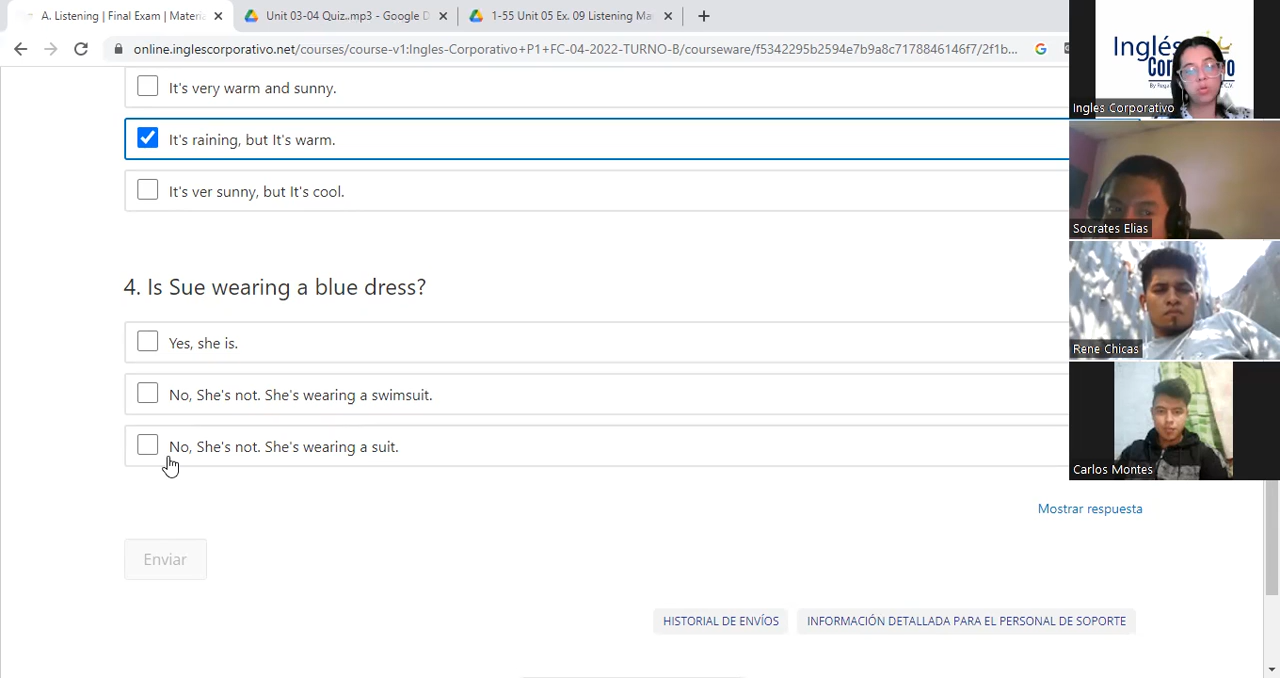 A. Listening | Final Exam | Materia
Unit 03-04 Quiz..mp3 - Google D
1-55 Unit 05 Ex. 09 Listening Ma
online.inglescorporativo.net/courses/course-v1:Ingles-Corporativo+P1+FC-04-2022-TURNO-B/courseware/f5342295b2594e7b9a8c7178846146f7/2f1b...
It's very warm and sunny.
It's raining, but It's warm.
It's ver sunny, but It's cool.
4. Is Sue wearing a blue dress?
Yes, she is.
No, She's not. She's wearing a swimsuit.
No, She's not. She's wearing a suit.
Mostrar respuesta
Enviar
HISTORIAL DE ENVÍOS
INFORMACIÓN DETALLADA PARA EL PERSONAL DE SOPORTE
Ingles Corporativo
Socrates Elias
Rene Chicas
Carlos Montes